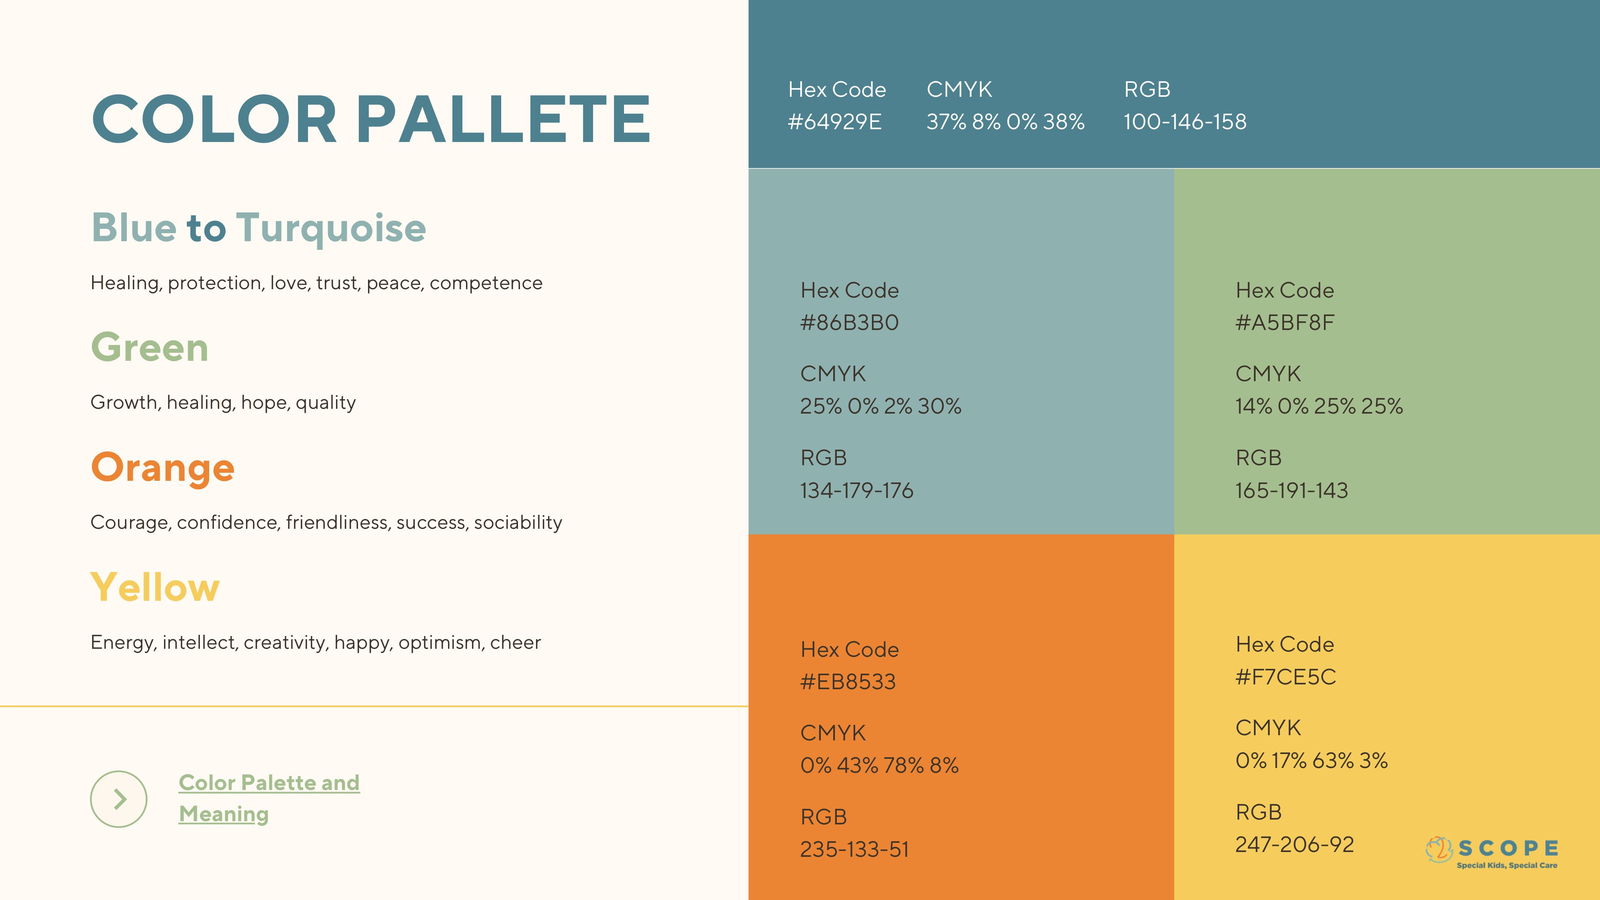 COLOR PALLETE
Blue to Turquoise
Healing, protection, love, trust, peace, competence
Green
Growth, healing, hope, quality
Orange
Courage, confidence, friendliness, success, sociability
Yellow
Energy, intellect, creativity, happy, optimism, cheer
Color Palette and
Meaning
Hex Code
#64929E
CMYK
37% 8% 0% 38%
RGB
100-146-158
Hex Code
#86B3B0
CMYK
25% 0% 2% 30%
RGB
134-179-176
Hex Code
#A5BF8F
CMYK
14% 0% 25% 25%
RGB
165-191-143
Hex Code
#EB8533
CMYK
0% 43% 78% 8%
RGB
235-133-51
Hex Code
#F7CE5C
CMYK
0% 17% 63% 3%
RGB
247-206-92
SCOPE
Special Kids, Special Care